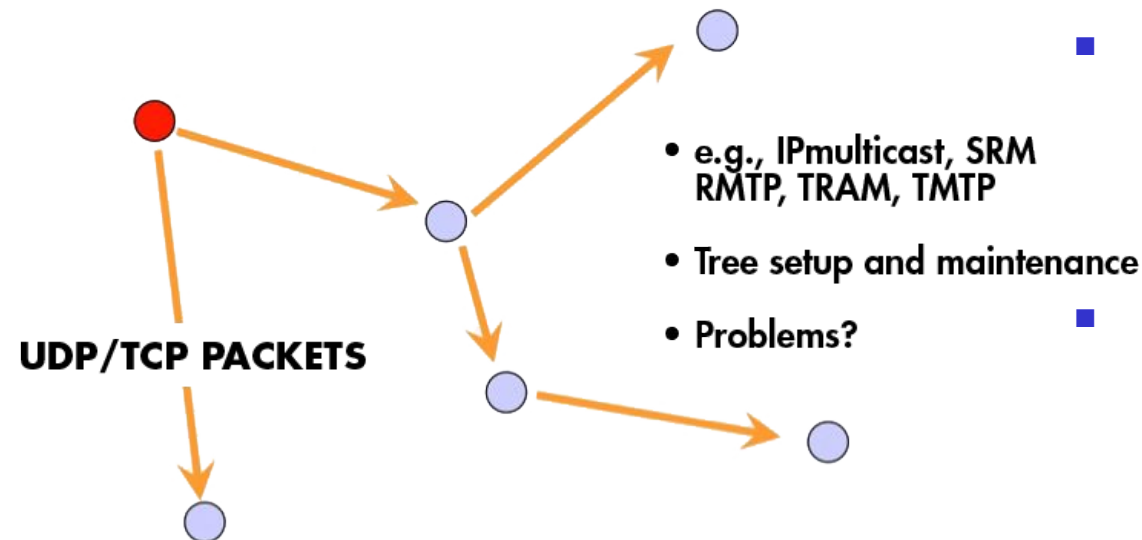 • e.g., IPmulticast, SRM
RMTP, TRAM, TMTP
• Tree setup and maintenance
• Problems?
UDP/TCP PACKETS